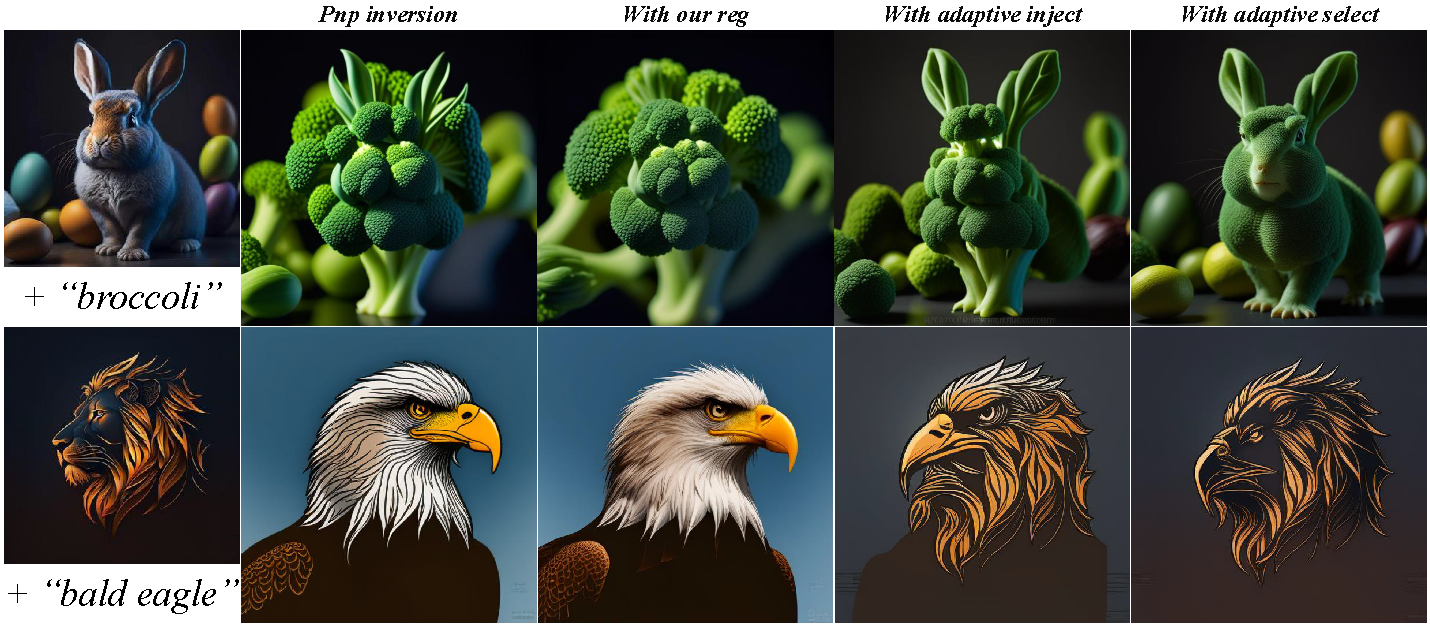 Pnp inversion
With our reg
With adaptive inject
With adaptive select
+ “broccoli”
+ “bald eagle”